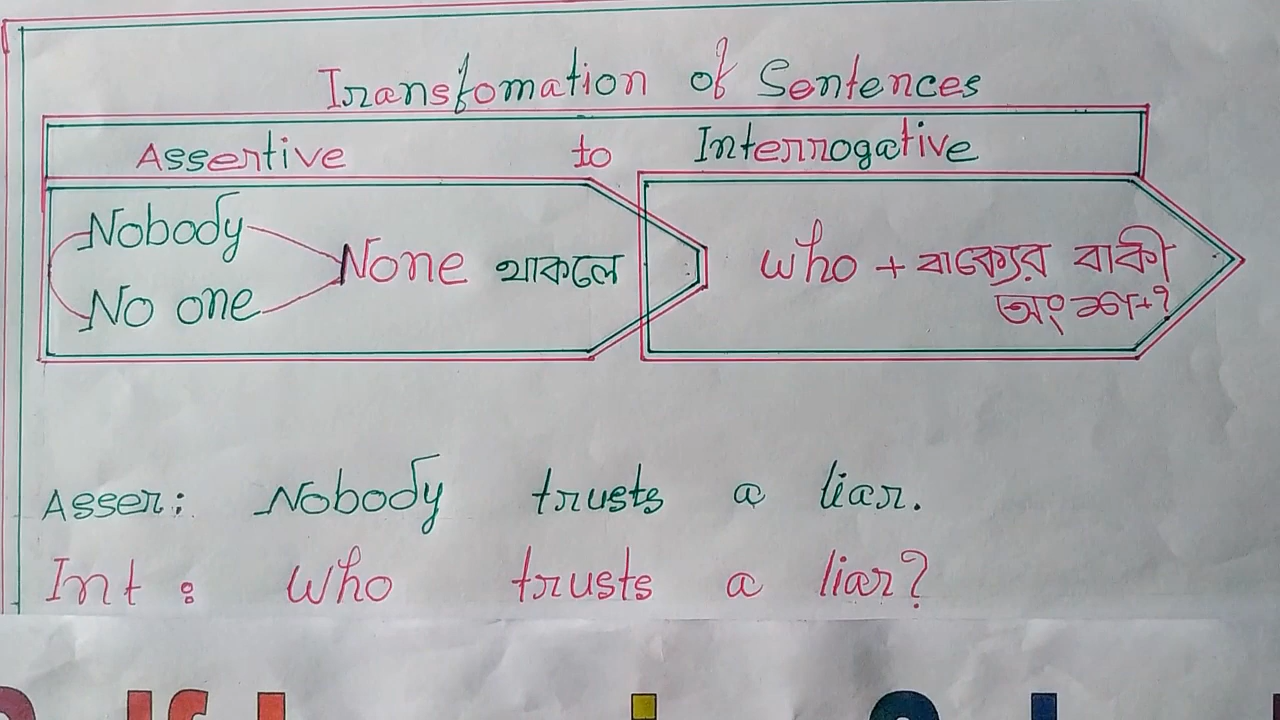 Transfomation of Sentences
Assertive to Interrogative
Nobody
No one
None থাকলে
who + বাক্যের বাকী
অংশ+?
Asser: Nobody trusts a liar.
Int : who trusts a liar?